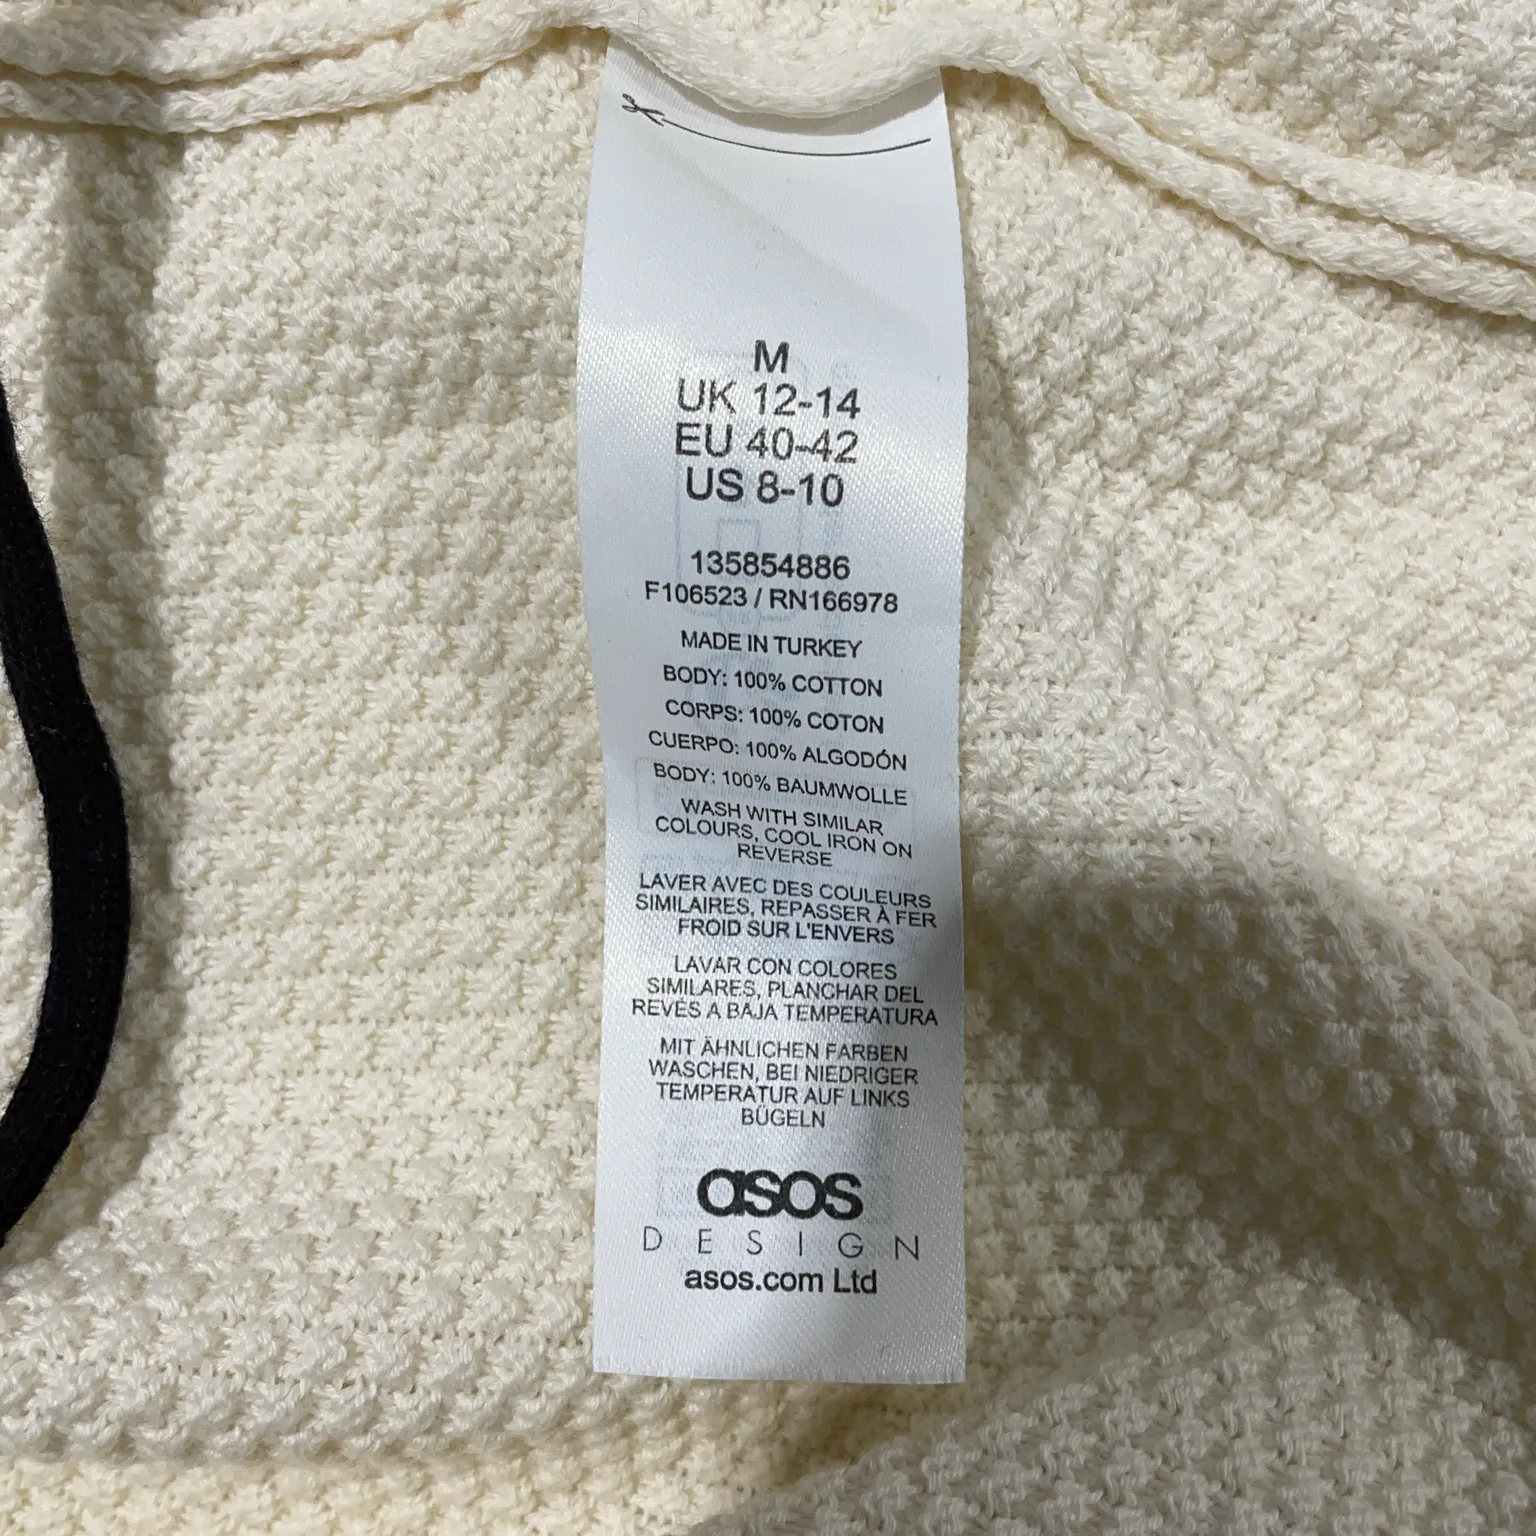 M
UK 12-14
EU 40-42
US 8-10
135854886
F106523 / RN166978
MADE IN TURKEY
BODY: 100% COTTON
CORPS: 100% COTON
CUERPO: 100% ALGODÓN
BODY: 100% BAUMWOLLE
WASH WITH SIMILAR
COLOURS, COOL IRON ON
REVERSE
LAVER AVEC DES COULEURS
SIMILAIRES, REPASSER À FER
FROID SUR L'ENVERS
LAVAR CON COLORES
SIMILARES, PLANCHAR DEL
REVÉS A BAJA TEMPERATURA
MIT ÄHNLICHEN FARBEN
WASCHEN, BEI NIEDRIGER
TEMPERATUR AUF LINKS
BÜGELN
asos
DESIGN
asos.com Ltd